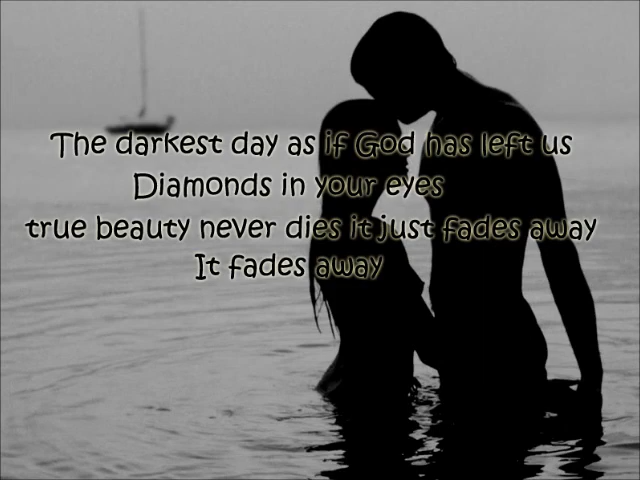 The darkest day as if God has left us
Diamonds in your eyes
true beauty never dies it just fades away
It fades away